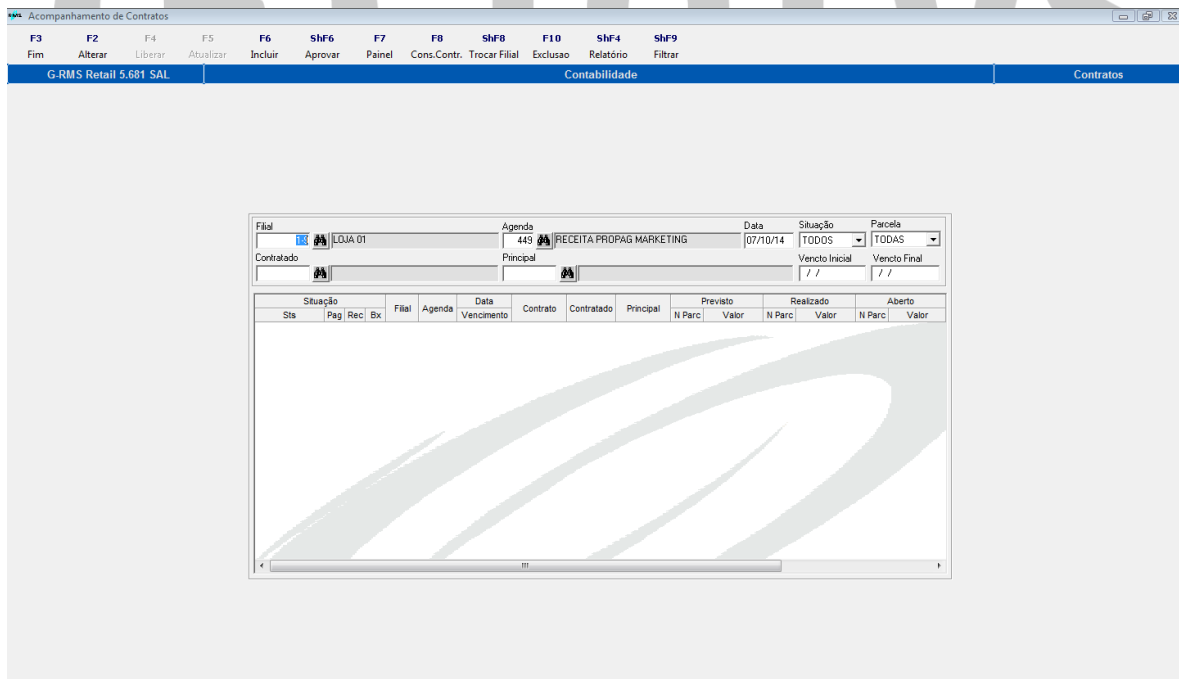 Acompanhamento de Contratos
F3 F2 F4 F5 F6 ShF6 F7 F8 ShF8 F10 ShF4 ShF9
Fim Alterar Liberar Atualizar Incluir Aprovar Painel Cons.Contr. Trocar Filial Exclusao Relatório Filtrar
G-RMS Retail 5.681 SAL Contabilidade Contratos
Filial Agenda Data Situação Parcela
LOJA 01 449 RECEITA PROPAG MARKETING 07/10/14 TODOS TODAS
Contratado Principal Vencto Inicial Vencto Final
/ / / /
Situação Filial Agenda Data Contrato Contratado Principal Previsto Realizado Aberto
Sts Pag Rec Bx Vencimento N Parc Valor N Parc Valor N Parc Valor